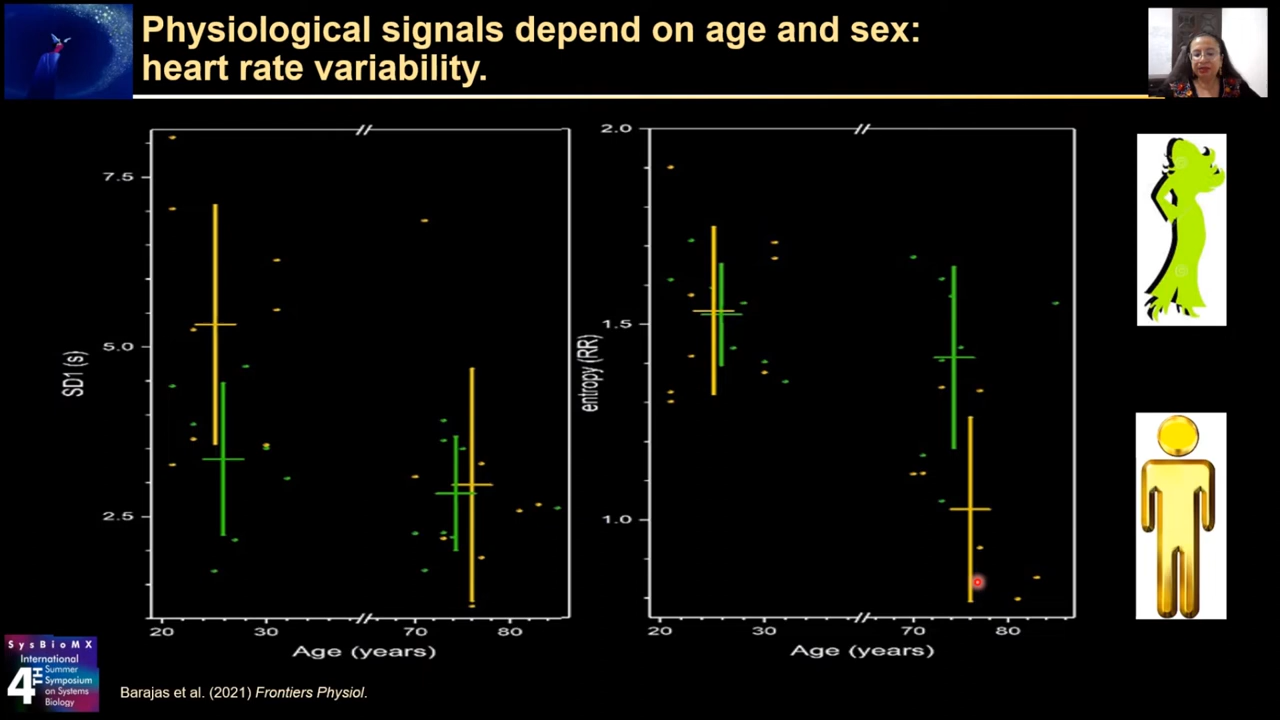 Physiological signals depend on age and sex:
heart rate variability.
7.5
5.0
2.5
SD1 (s)
20
30
70
80
Age (years)
2.0
1.5
1.0
entropy (RR)
20
30
70
80
Age (years)
SysBioMX
International
4TH
Summer
Symposium
on Systems
Biology
Barajas et al. (2021) Frontiers Physiol.